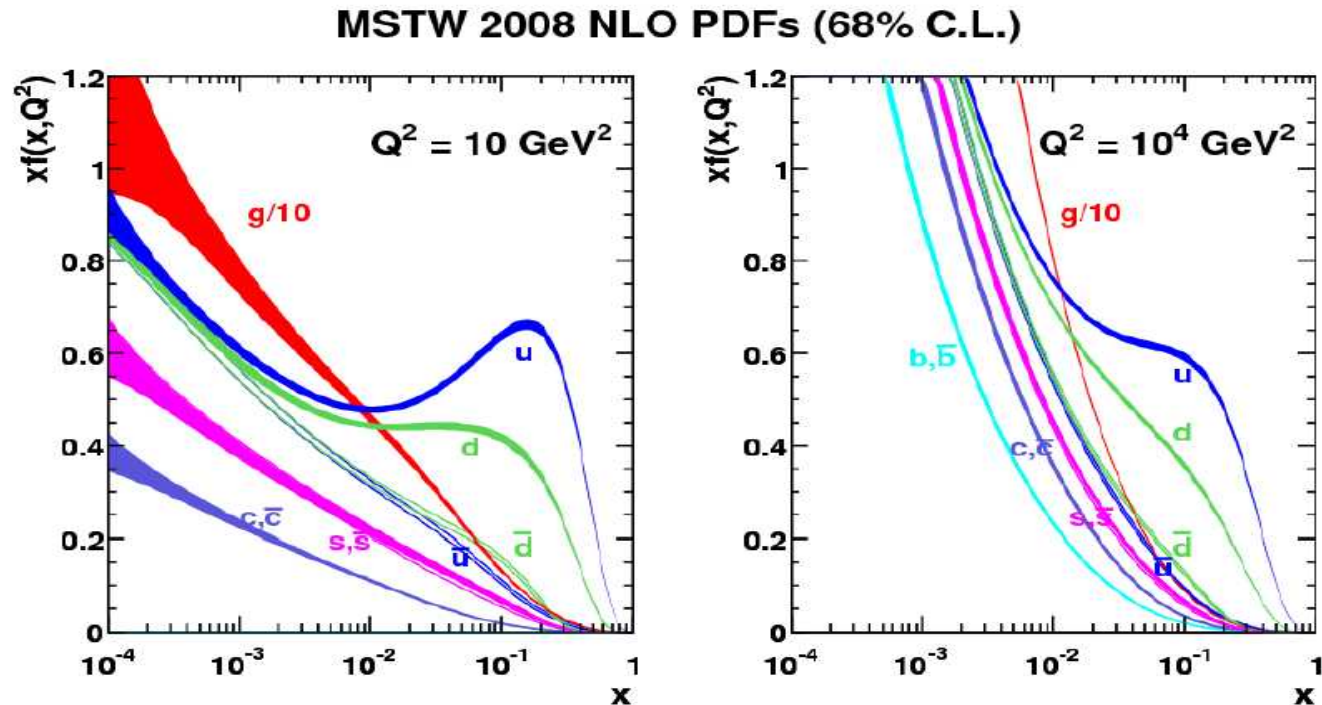 MSTW 2008 NLO PDFs (68% C.L.)
xf(x,Q²)
1.2
1
0.8
0.6
0.4
0.2
0
Q² = 10 GeV²
g/10
u
d
c,c̅
s,s̅
u̅
d̅
10⁻⁴
10⁻³
10⁻²
10⁻¹
1
x
xf(x,Q²)
1.2
1
0.8
0.6
0.4
0.2
0
Q² = 10⁴ GeV²
g/10
b,b̅
u
d
c,c̅
s,s̅
d̅
u̅
10⁻⁴
10⁻³
10⁻²
10⁻¹
1
x